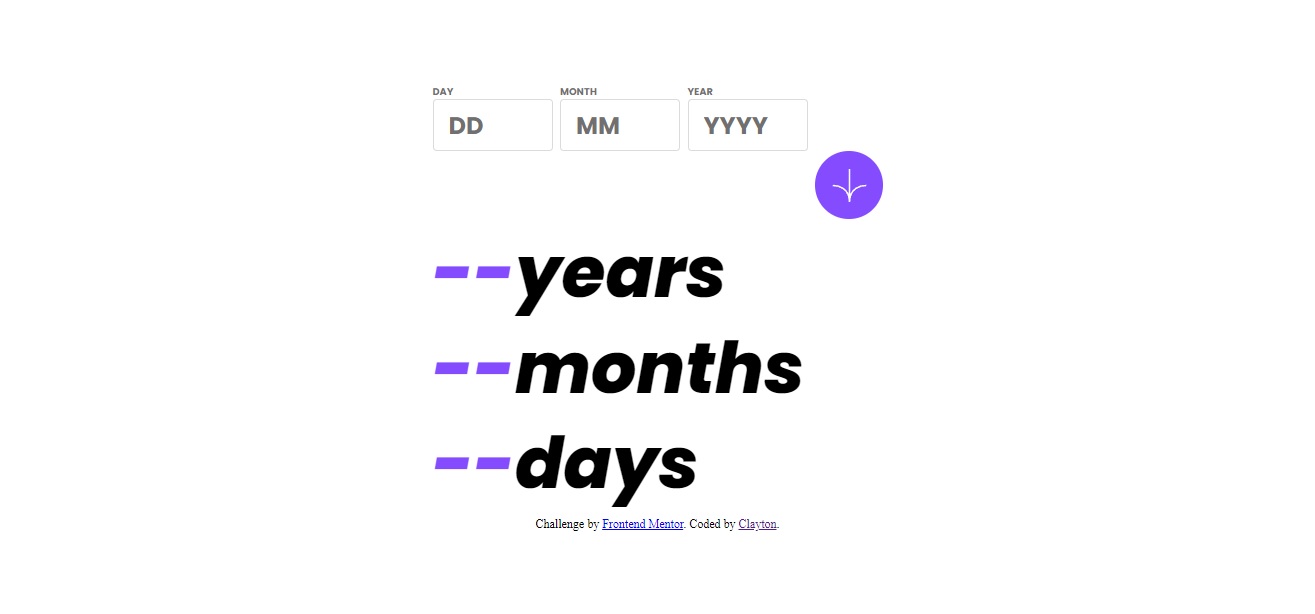 DAY MONTH YEAR
DD MM YYYY
--years
--months
--days
Challenge by Frontend Mentor. Coded by Clayton.